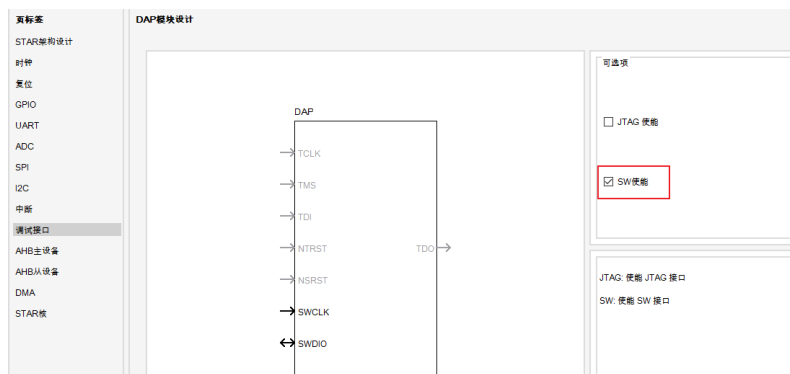 页标签
STAR架构设计
时钟
复位
GPIO
UART
ADC
SPI
I2C
中断
调试接口
AHB主设备
AHB从设备
DMA
STAR核
DAP模块设计
DAP
TCLK
TMS
TDI
NTRST
TDO
NSRST
SWCLK
SWDIO
可选项
JTAG 使能
SW使能
JTAG: 使能 JTAG 接口
SW: 使能 SW 接口